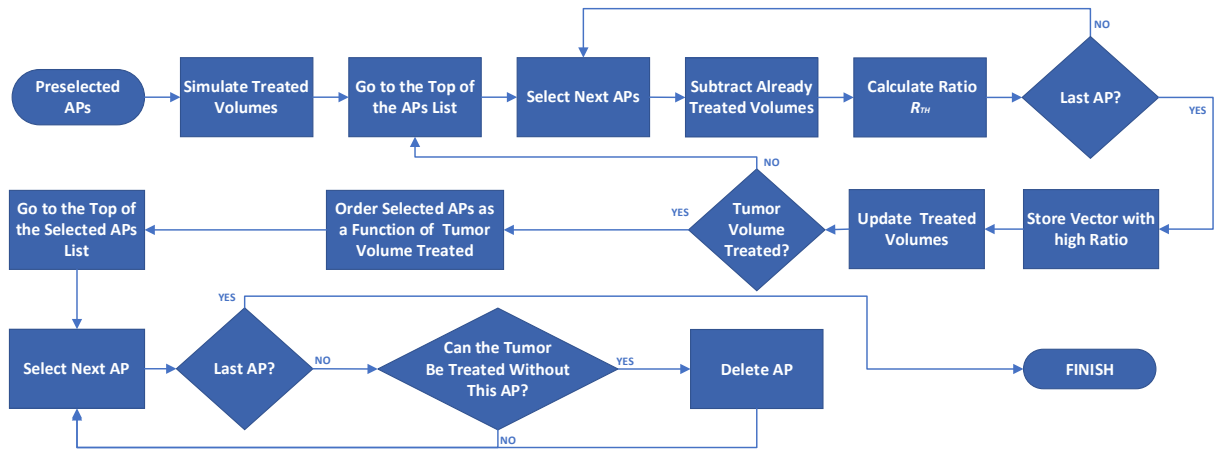 NO
Preselected
APs
Simulate Treated
Volumes
Go to the Top of
the APs List
Select Next APs
Subtract Already
Treated Volumes
Calculate Ratio
RTH
Last AP?
YES
NO
Go to the Top of
the Selected APs
List
Order Selected APs as
a Function of Tumor
Volume Treated
YES
Tumor
Volume
Treated?
Update Treated
Volumes
Store Vector with
high Ratio
YES
Select Next AP
Last AP?
NO
Can the Tumor
Be Treated Without
This AP?
YES
Delete AP
FINISH
NO